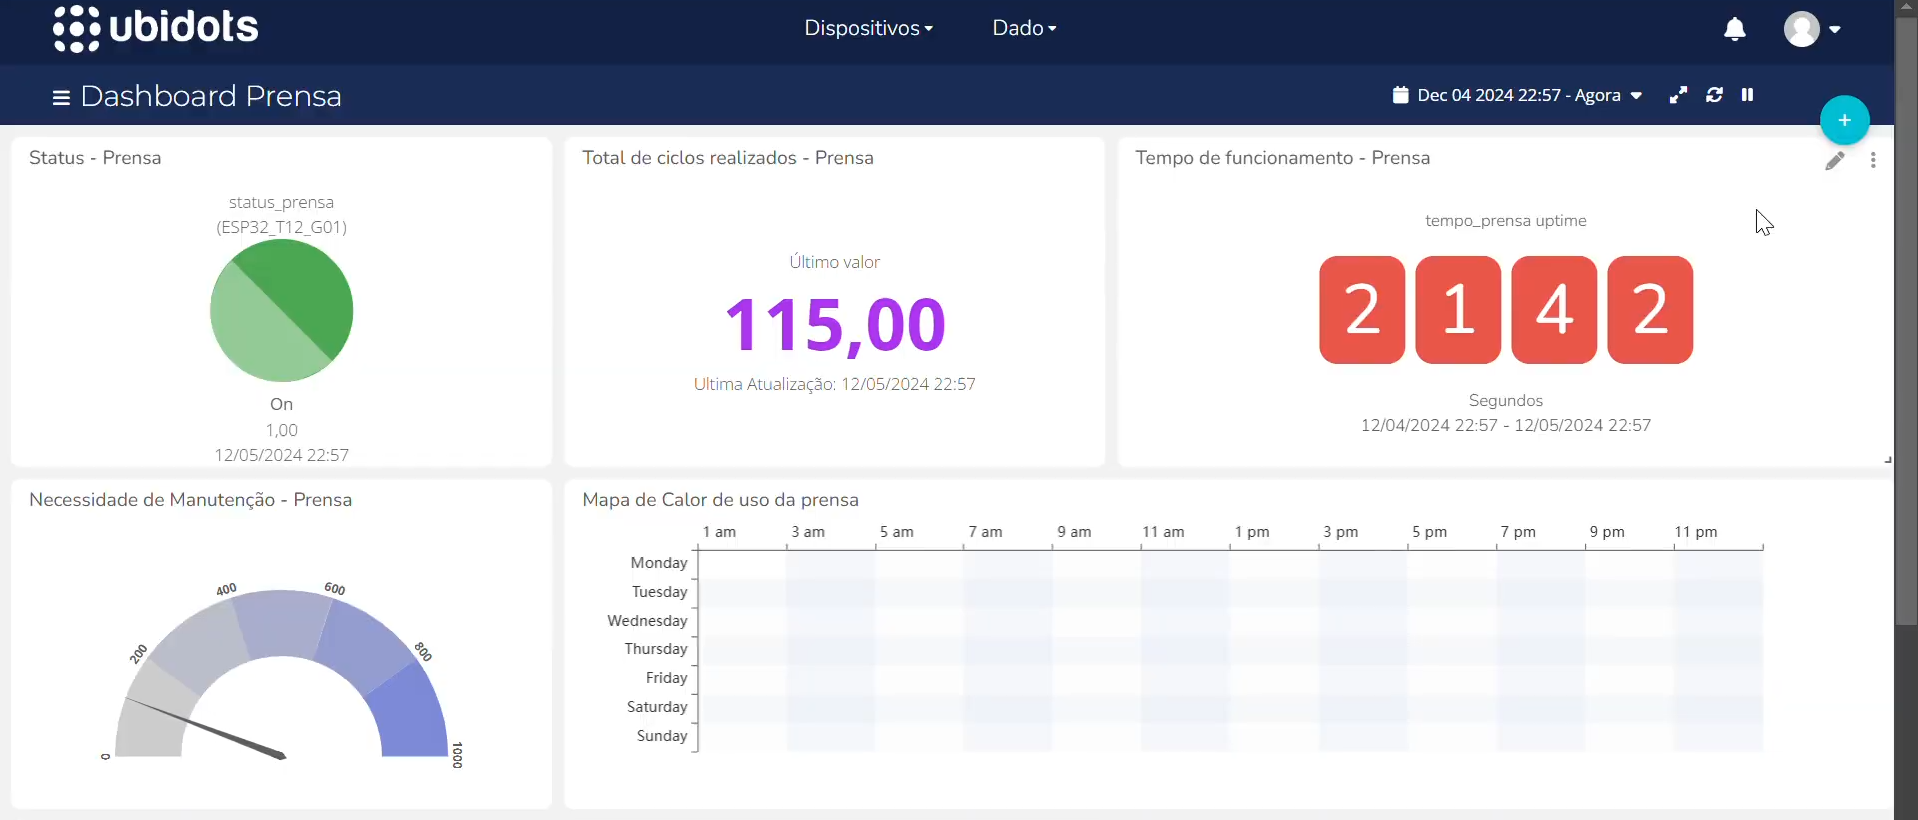 ubidots
Dispositivos
Dado
Dashboard Prensa
Dec 04 2024 22:57 - Agora
+
Status - Prensa
status_prensa
(ESP32_T12_G01)
On
1,00
12/05/2024 22:57
Total de ciclos realizados - Prensa
Último valor
115,00
Ultima Atualização: 12/05/2024 22:57
Tempo de funcionamento - Prensa
tempo_prensa uptime
2 1 4 2
Segundos
12/04/2024 22:57 - 12/05/2024 22:57
Necessidade de Manutenção - Prensa
0
200
400
600
800
1000
Mapa de Calor de uso da prensa
1 am 3 am 5 am 7 am 9 am 11 am 1 pm 3 pm 5 pm 7 pm 9 pm 11 pm
Monday
Tuesday
Wednesday
Thursday
Friday
Saturday
Sunday